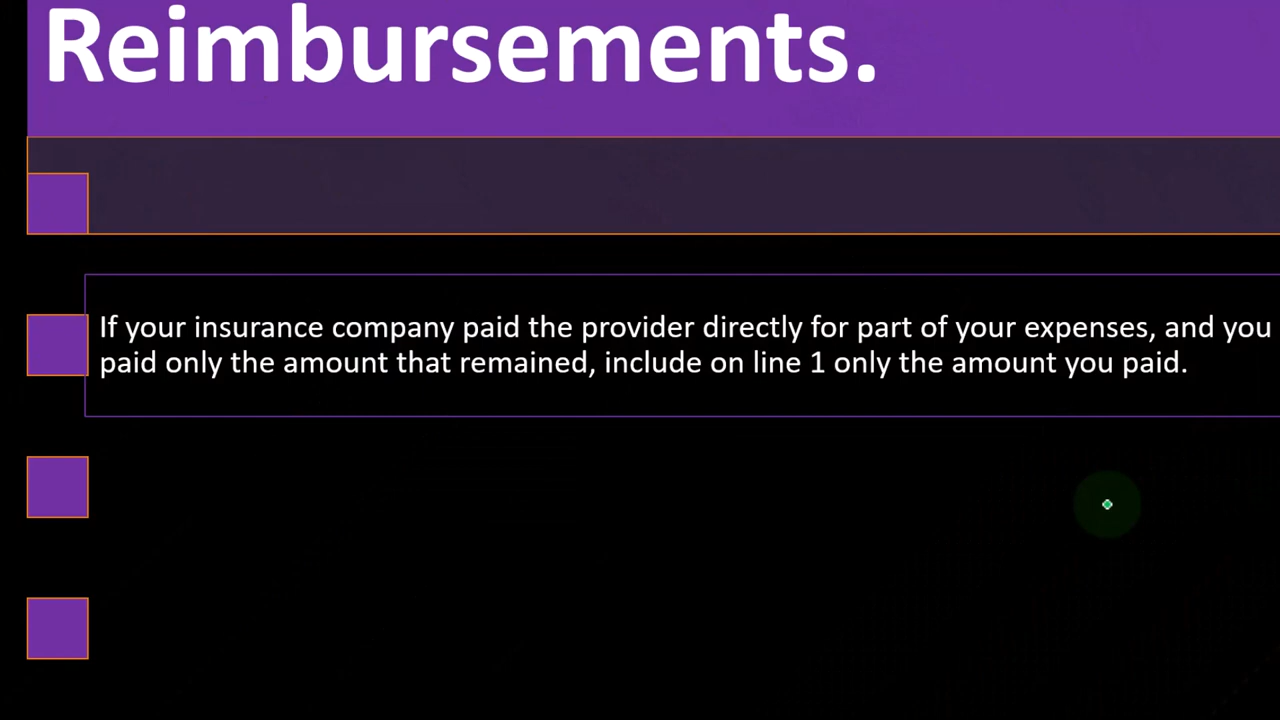 Reimbursements.
If your insurance company paid the provider directly for part of your expenses, and you
paid only the amount that remained, include on line 1 only the amount you paid.